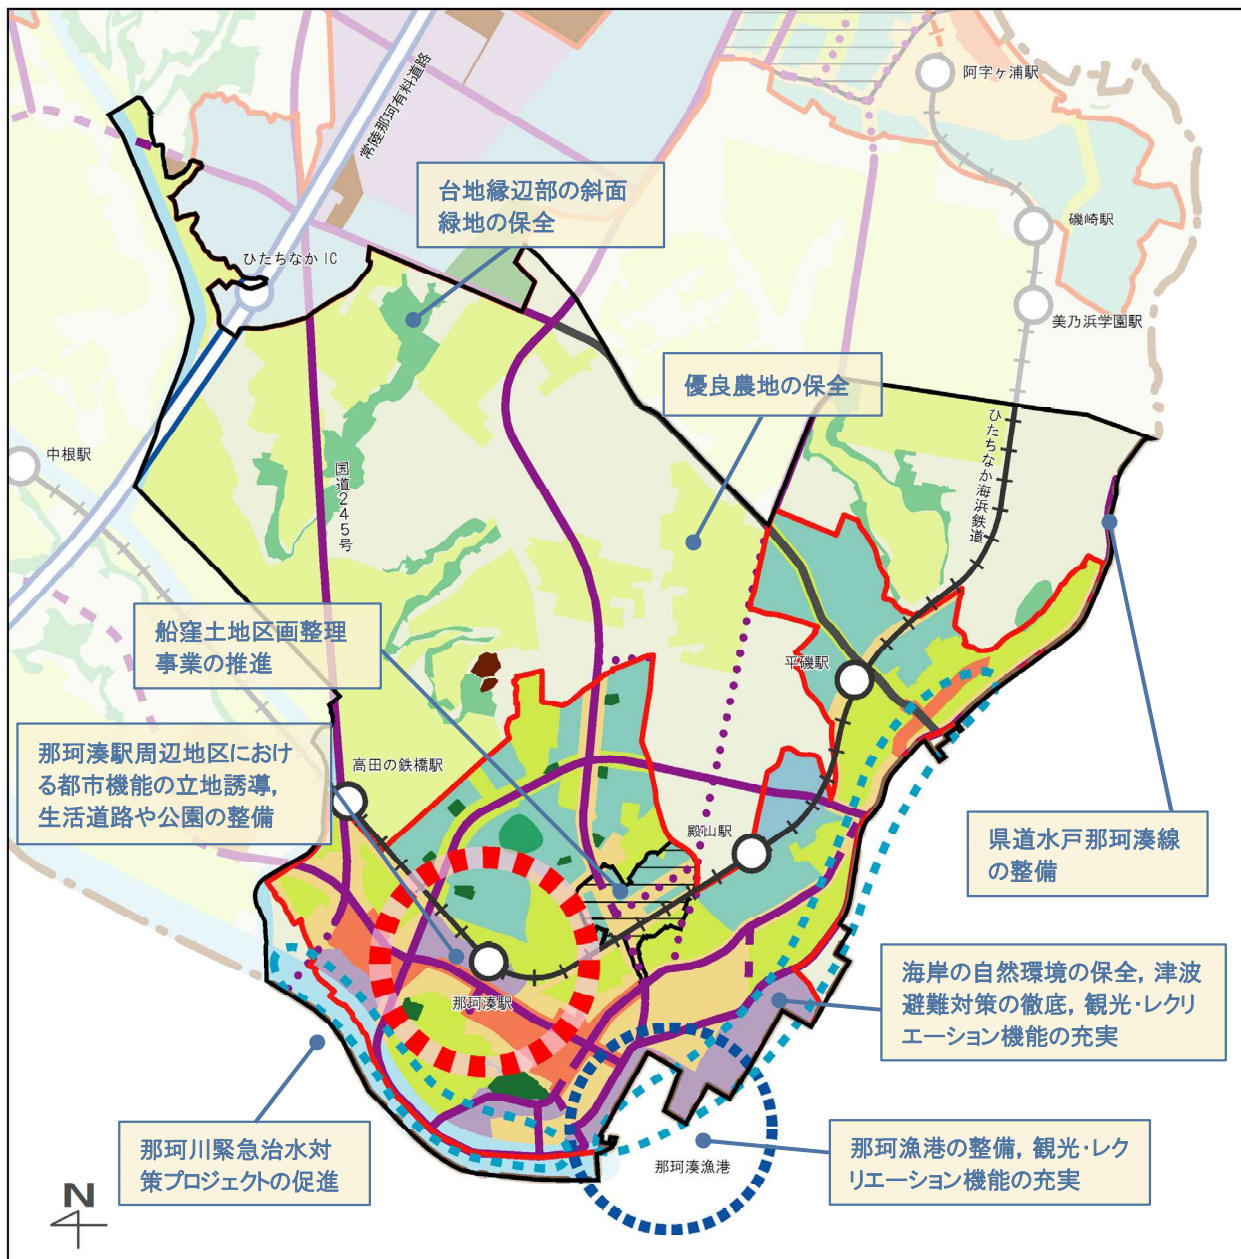 阿字ヶ浦駅
常陸那珂有料道路
台地縁辺部の斜面
緑地の保全
磯崎駅
ひたちなかIC
美乃浜学園駅
優良農地の保全
ひたちなか海浜鉄道
中根駅
国道245号
船窪土地区画整理
事業の推進
平磯駅
那珂湊駅周辺地区におけ
る都市機能の立地誘導,
生活道路や公園の整備
高田の鉄橋駅
殿山駅
県道水戸那珂湊線
の整備
那珂湊駅
海岸の自然環境の保全,津波
避難対策の徹底,観光・レクリ
エーション機能の充実
那珂川緊急治水対
策プロジェクトの促進
那珂湊漁港
那珂漁港の整備,観光・レク
リエーション機能の充実
N